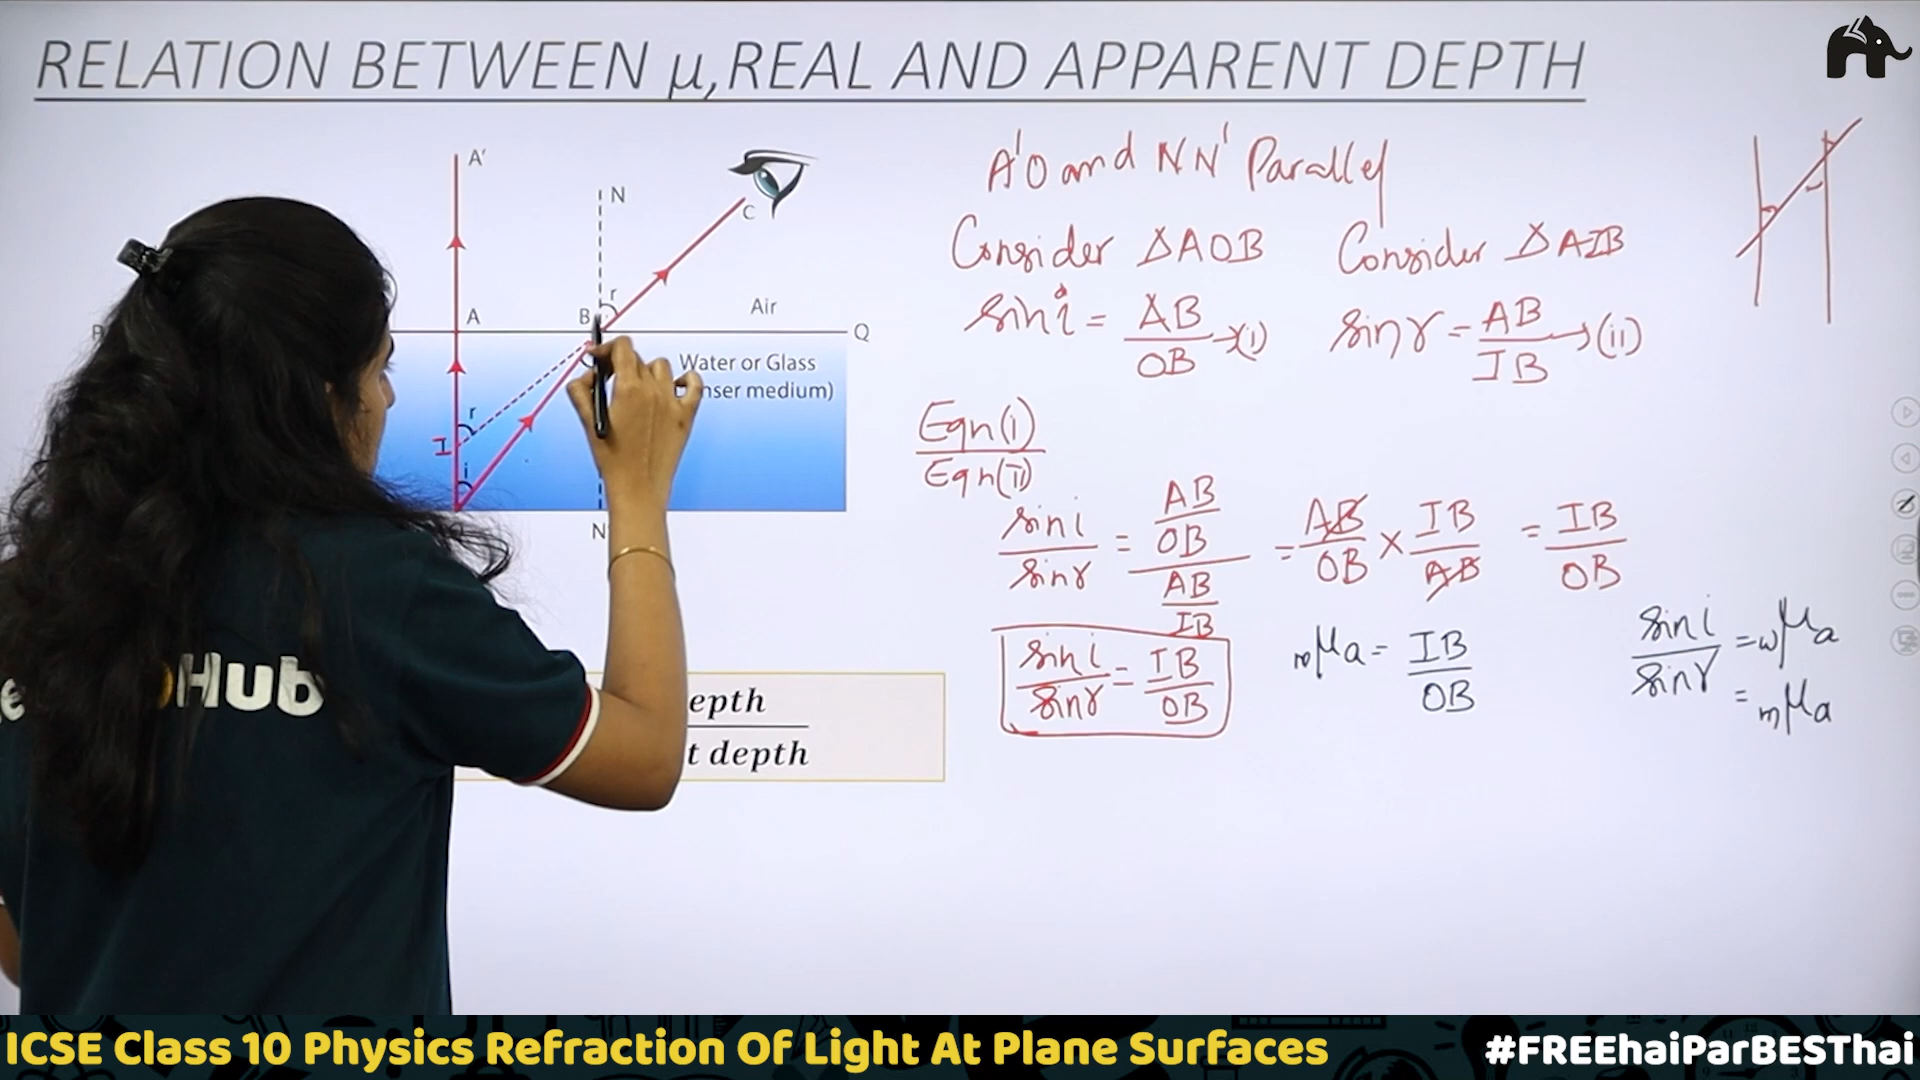 RELATION BETWEEN μ,REAL AND APPARENT DEPTH
A'
N
C
r
A
B
Air
P
Q
Water or Glass
nser medium)
r
I
i
N
epth
t depth
Hub
A'O and NN' Parallel
Consider ΔAOB
sin i = AB/OB →(i)
Consider ΔAIB
sin r = AB/IB →(ii)
Eqn(i)/Eqn(ii)
sin i/sin r = (AB/OB)/(AB/IB) = AB/OB × IB/AB = IB/OB
sin i/sin r = IB/OB
mμa = IB/OB
sin i/sin r = wμa
= mμa
ICSE Class 10 Physics Refraction Of Light At Plane Surfaces
#FREEhaiParBESThai